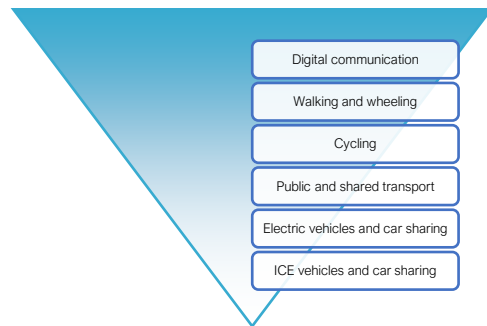 Digital communication
Walking and wheeling
Cycling
Public and shared transport
Electric vehicles and car sharing
ICE vehicles and car sharing